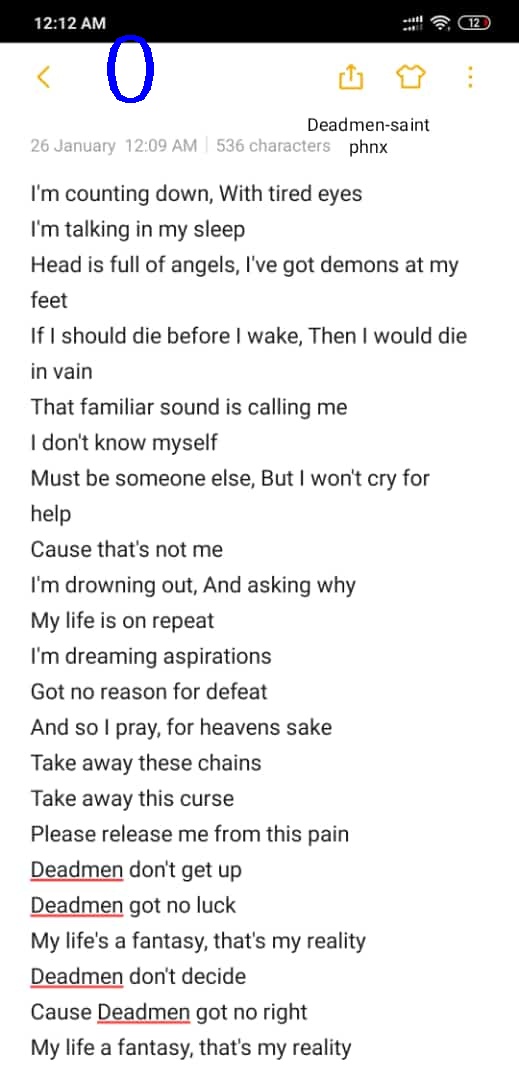 12:12 AM 12
0
Deadmen-saint
26 January 12:09 AM | 536 characters phnx
I'm counting down, With tired eyes
I'm talking in my sleep
Head is full of angels, I've got demons at my
feet
If I should die before I wake, Then I would die
in vain
That familiar sound is calling me
I don't know myself
Must be someone else, But I won't cry for
help
Cause that's not me
I'm drowning out, And asking why
My life is on repeat
I'm dreaming aspirations
Got no reason for defeat
And so I pray, for heavens sake
Take away these chains
Take away this curse
Please release me from this pain
Deadmen don't get up
Deadmen got no luck
My life's a fantasy, that's my reality
Deadmen don't decide
Cause Deadmen got no right
My life a fantasy, that's my reality